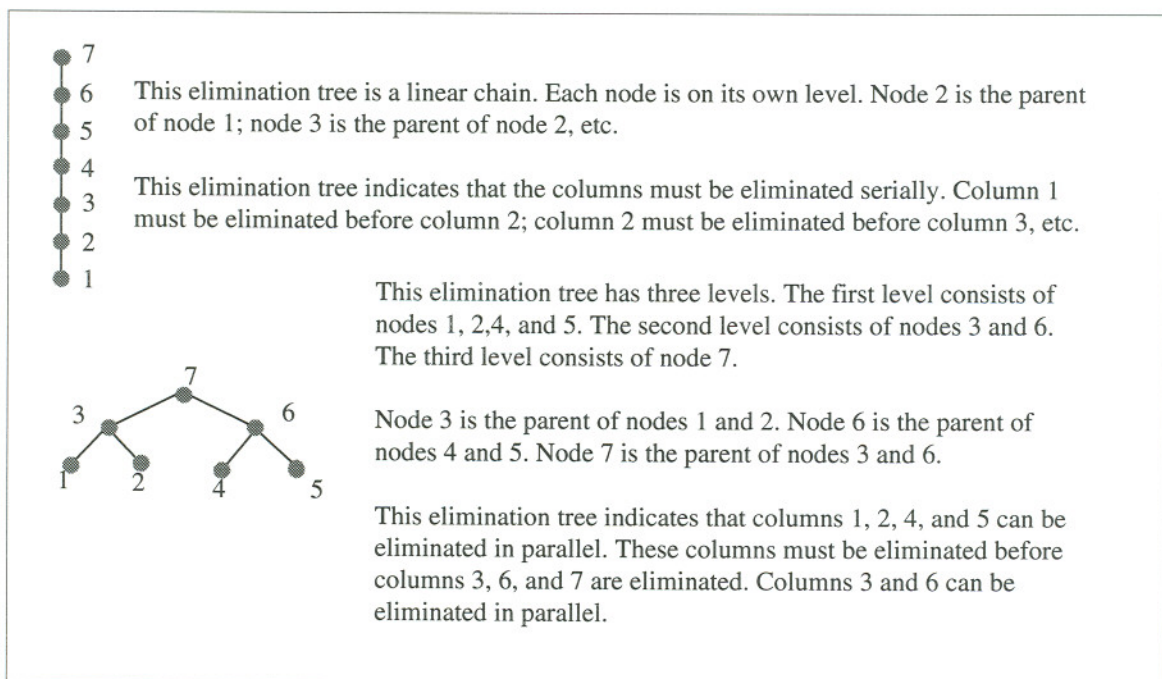 7
6
5
4
3
2
1
This elimination tree is a linear chain. Each node is on its own level. Node 2 is the parent
of node 1; node 3 is the parent of node 2, etc.
This elimination tree indicates that the columns must be eliminated serially. Column 1
must be eliminated before column 2; column 2 must be eliminated before column 3, etc.
This elimination tree has three levels. The first level consists of
nodes 1, 2,4, and 5. The second level consists of nodes 3 and 6.
The third level consists of node 7.
7
3 6
1 2 4 5
Node 3 is the parent of nodes 1 and 2. Node 6 is the parent of
nodes 4 and 5. Node 7 is the parent of nodes 3 and 6.
This elimination tree indicates that columns 1, 2, 4, and 5 can be
eliminated in parallel. These columns must be eliminated before
columns 3, 6, and 7 are eliminated. Columns 3 and 6 can be
eliminated in parallel.